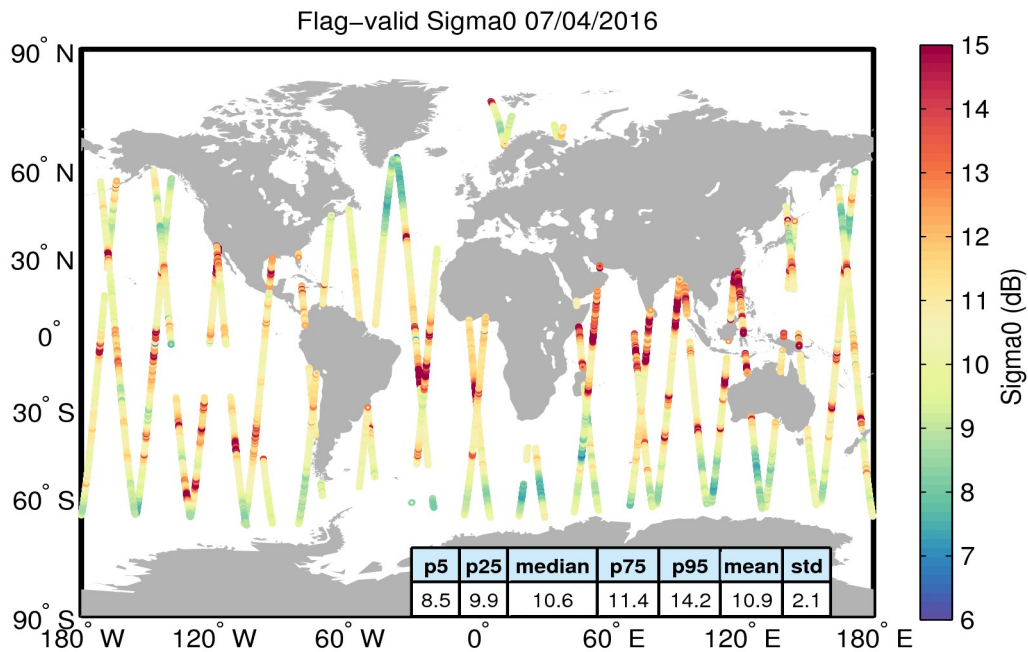 Flag−valid Sigma0 07/04/2016
90° N
60° N
30° N
0°
30° S
60° S
90° S
180° W
120° W
60° W
0°
60° E
120° E
180° E
p5 p25 median p75 p95 mean std
8.5 9.9 10.6 11.4 14.2 10.9 2.1
15
14
13
12
11
10
9
8
7
6
Sigma0 (dB)